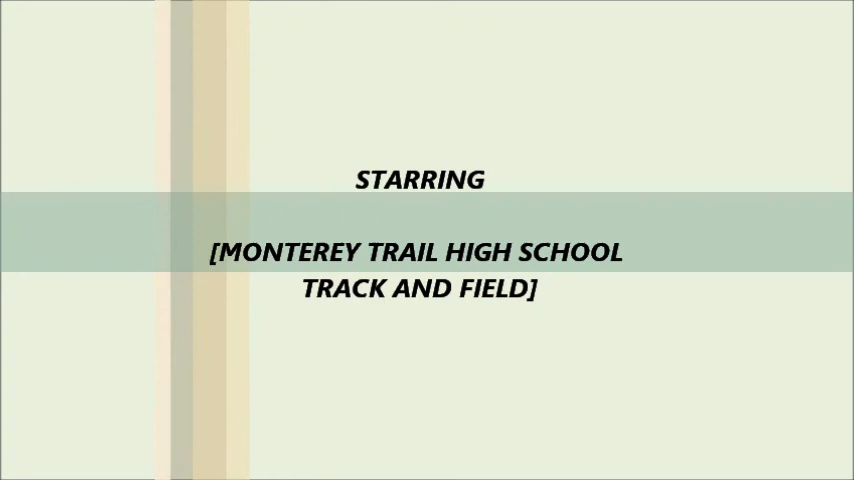 STARRING
[MONTEREY TRAIL HIGH SCHOOL
TRACK AND FIELD]